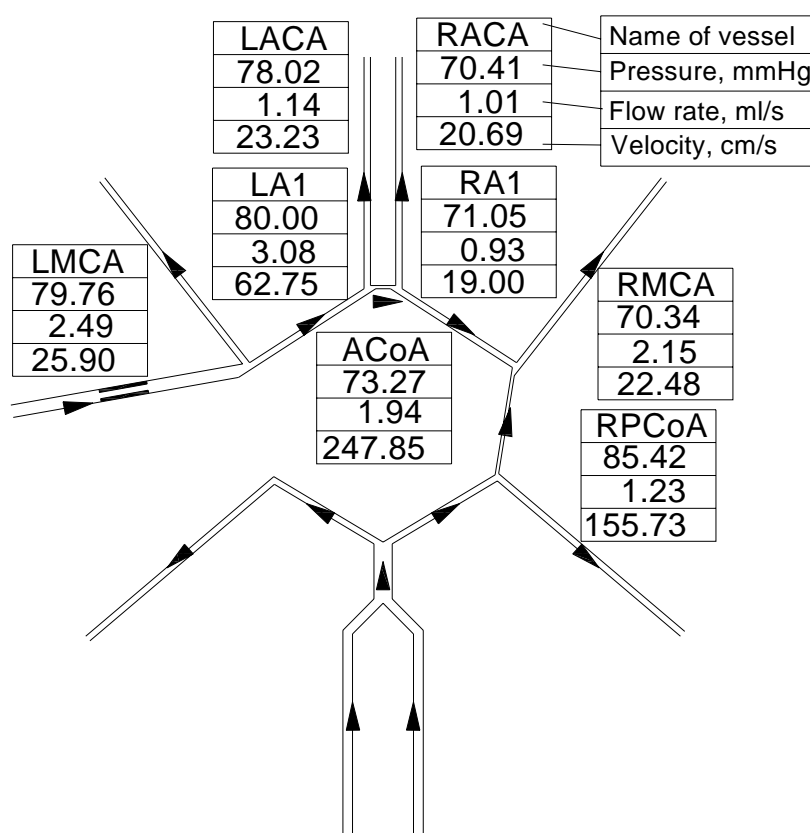 LACA
78.02
1.14
23.23
RACA
70.41
1.01
20.69
Name of vessel
Pressure, mmHg
Flow rate, ml/s
Velocity, cm/s
LA1
80.00
3.08
62.75
RA1
71.05
0.93
19.00
LMCA
79.76
2.49
25.90
RMCA
70.34
2.15
22.48
ACoA
73.27
1.94
247.85
RPCoA
85.42
1.23
155.73